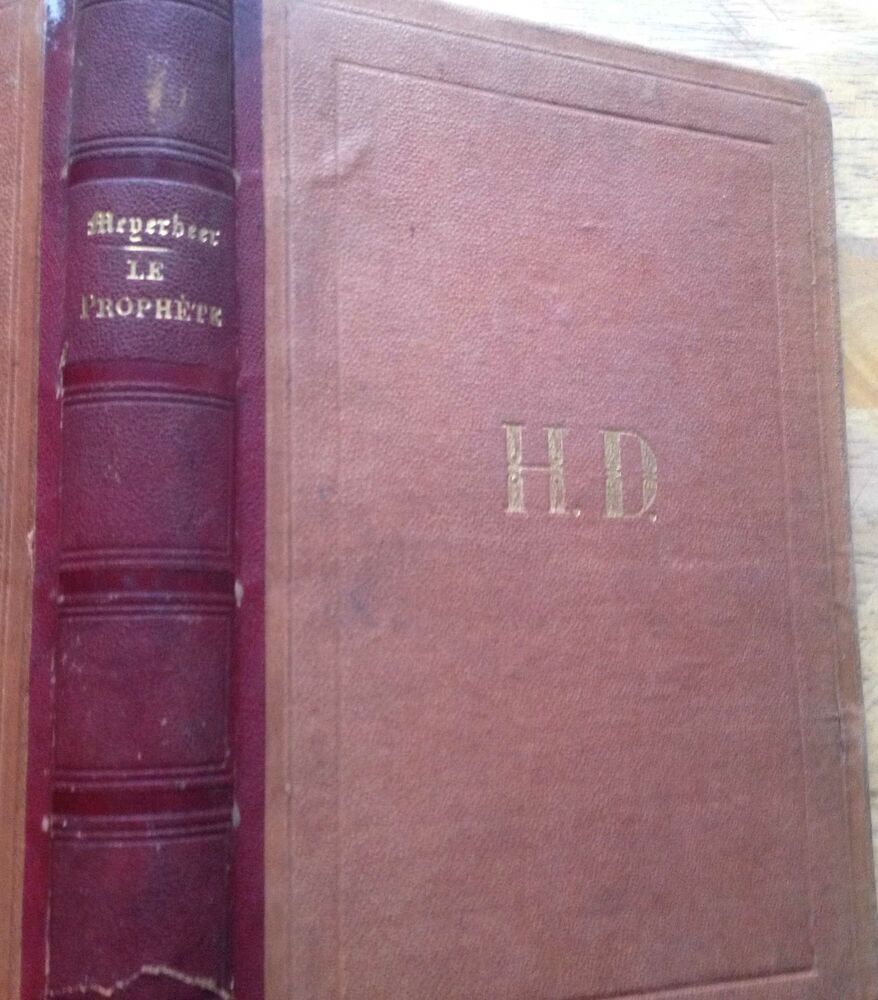 Meyerbeer
LE
PROPHÈTE
H. D.